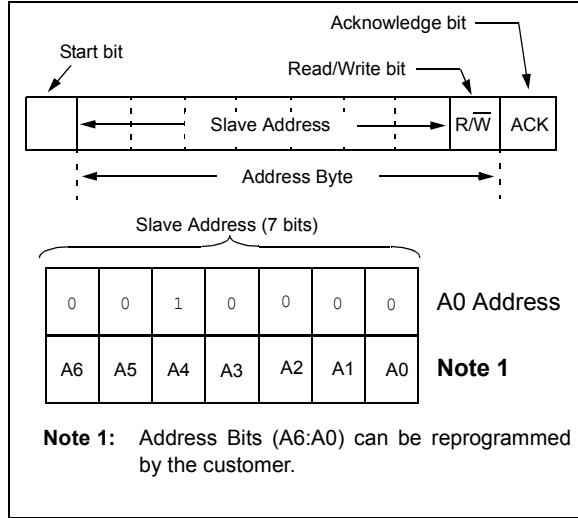 Acknowledge bit
Start bit
Read/Write bit
Slave Address
R/W
ACK
Address Byte
Slave Address (7 bits)
0 0 1 0 0 0 0
A0 Address
A6 A5 A4 A3 A2 A1 A0
Note 1
Note 1: Address Bits (A6:A0) can be reprogrammed
by the customer.